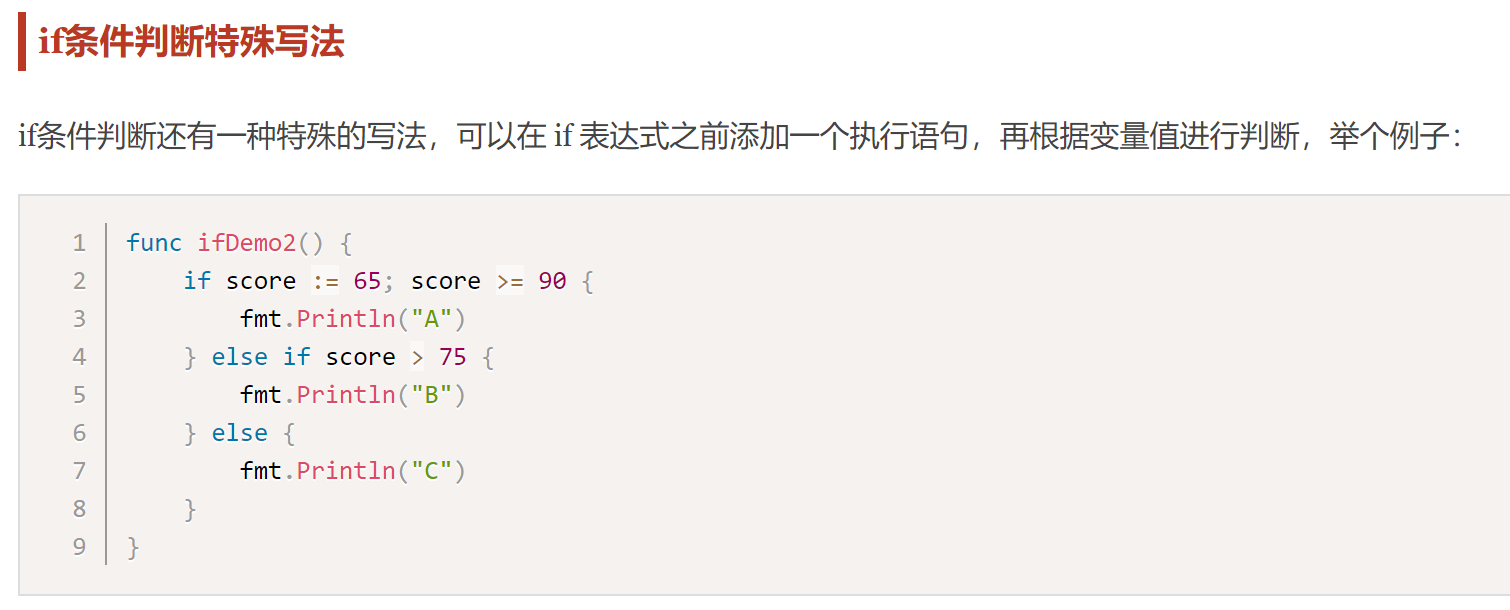 if条件判断特殊写法
if条件判断还有一种特殊的写法，可以在 if 表达式之前添加一个执行语句，再根据变量值进行判断，举个例子：
1 func ifDemo2() {
2     if score := 65; score >= 90 {
3         fmt.Println("A")
4     } else if score > 75 {
5         fmt.Println("B")
6     } else {
7         fmt.Println("C")
8     }
9 }